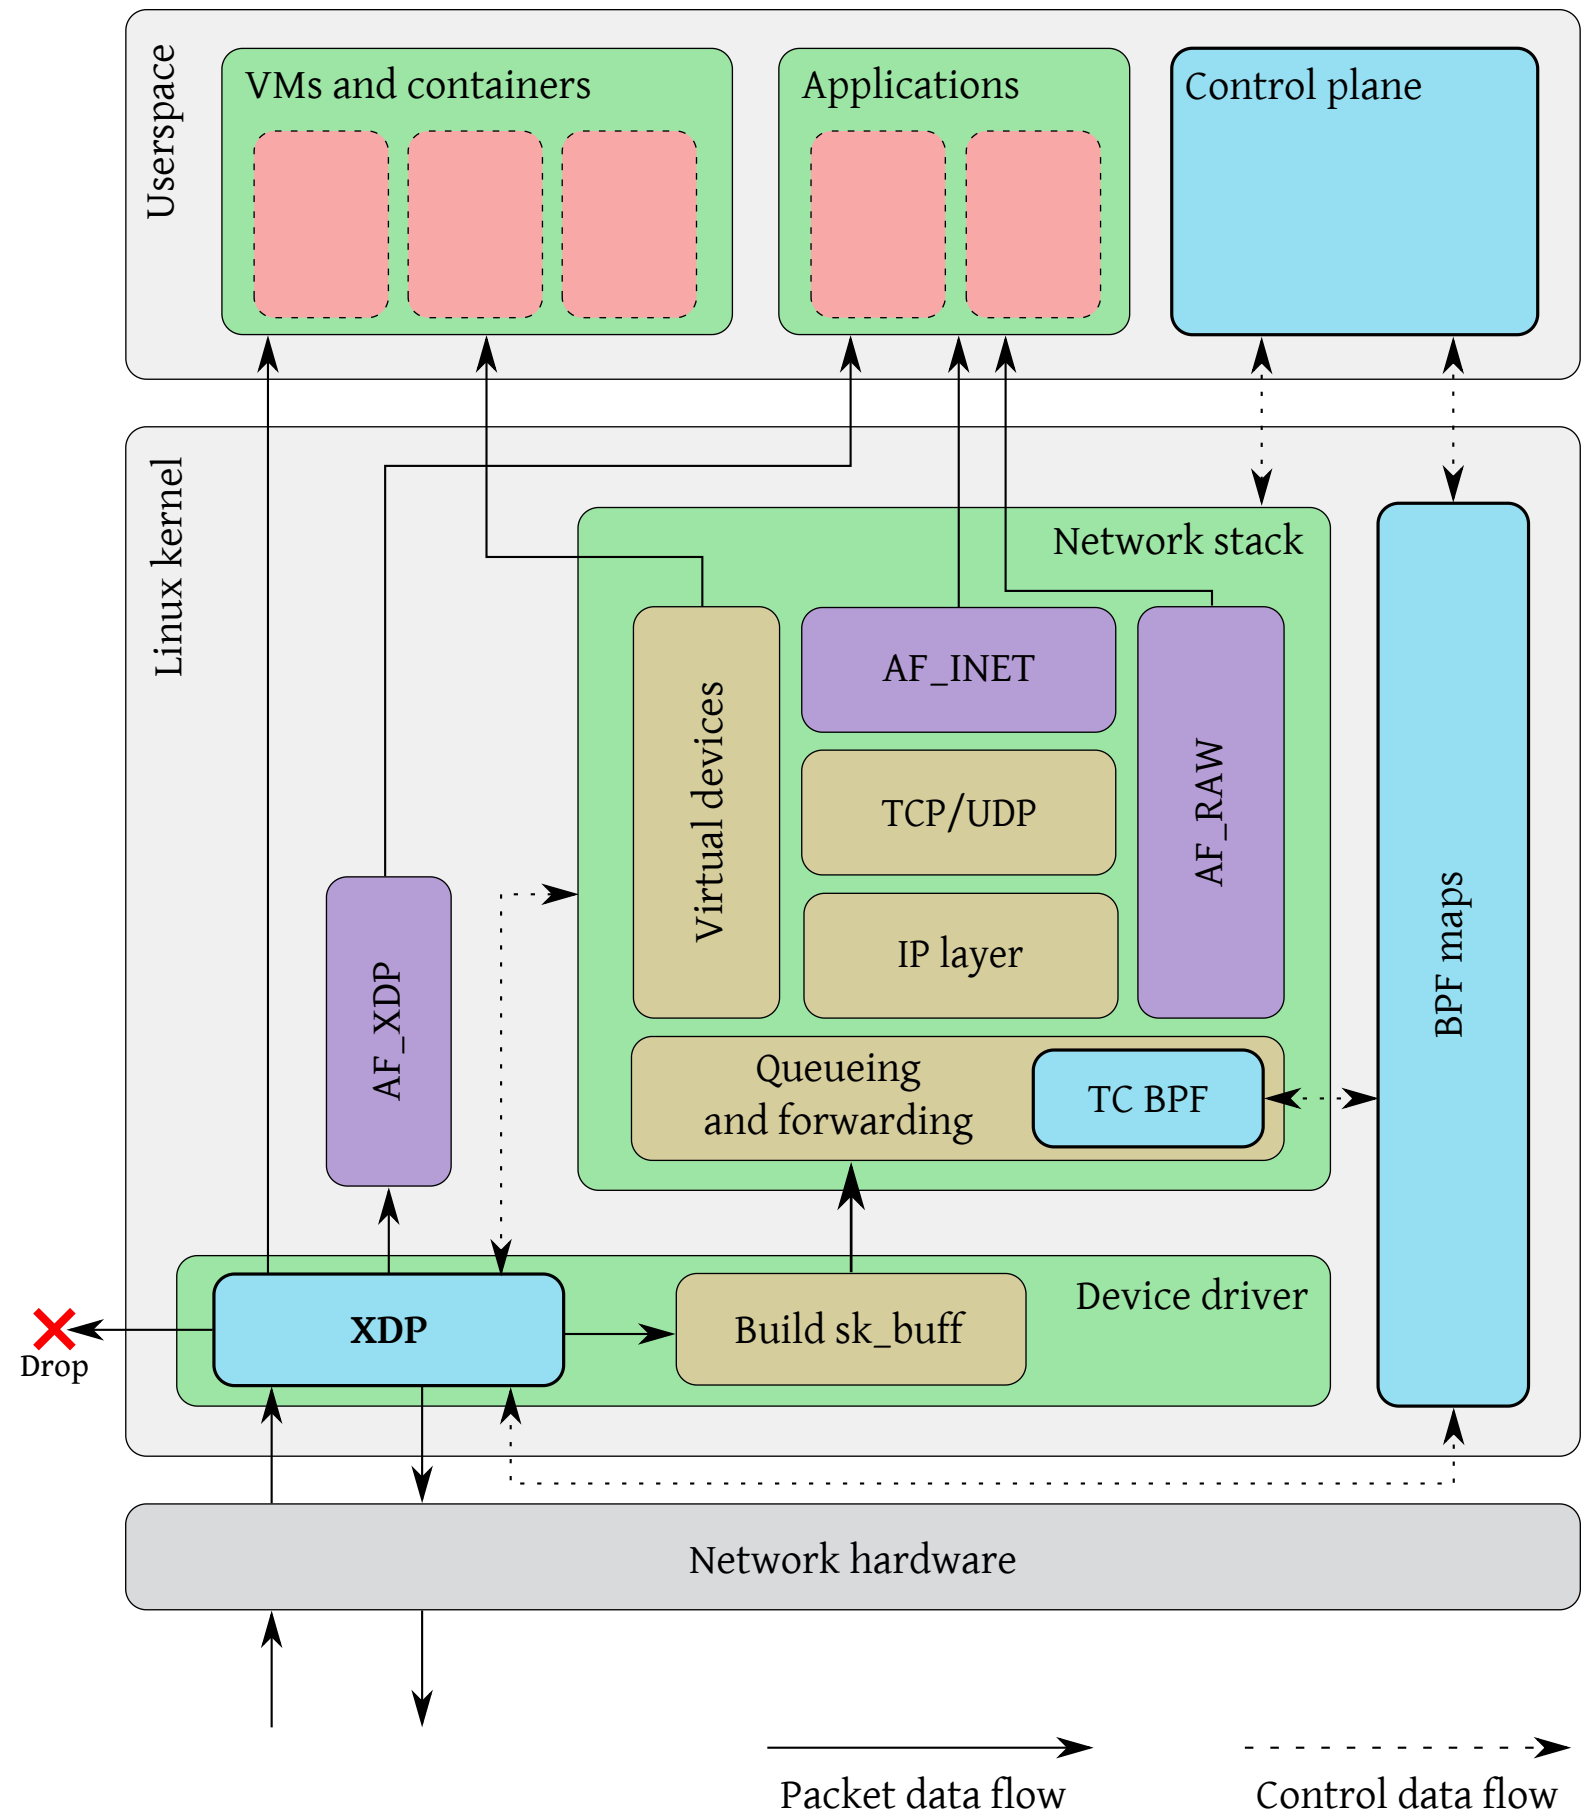 Userspace
VMs and containers
Applications
Control plane
Linux kernel
Network stack
Virtual devices
AF_INET
TCP/UDP
IP layer
AF_RAW
AF_XDP
Queueing
and forwarding
TC BPF
BPF maps
Device driver
XDP
Build sk_buff
Drop
Network hardware
Packet data flow
Control data flow